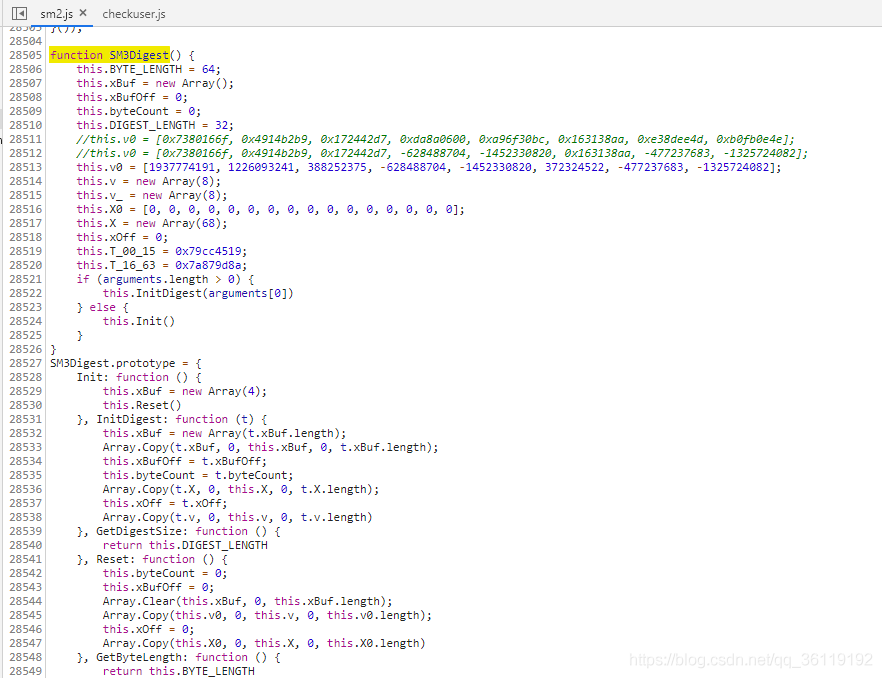 sm2.js × checkuser.js
28503 }());
28504
28505 function SM3Digest() {
28506     this.BYTE_LENGTH = 64;
28507     this.xBuf = new Array();
28508     this.xBufOff = 0;
28509     this.byteCount = 0;
28510     this.DIGEST_LENGTH = 32;
28511     //this.v0 = [0x7380166f, 0x4914b2b9, 0x172442d7, 0xda8a0600, 0xa96f30bc, 0x163138aa, 0xe38dee4d, 0xb0fb0e4e];
28512     //this.v0 = [0x7380166f, 0x4914b2b9, 0x172442d7, -628488704, -1452330820, 0x163138aa, -477237683, -1325724082];
28513     this.v0 = [1937774191, 1226093241, 388252375, -628488704, -1452330820, 372324522, -477237683, -1325724082];
28514     this.v = new Array(8);
28515     this.v_ = new Array(8);
28516     this.X0 = [0, 0, 0, 0, 0, 0, 0, 0, 0, 0, 0, 0, 0, 0, 0, 0];
28517     this.X = new Array(68);
28518     this.xOff = 0;
28519     this.T_00_15 = 0x79cc4519;
28520     this.T_16_63 = 0x7a879d8a;
28521     if (arguments.length > 0) {
28522         this.InitDigest(arguments[0])
28523     } else {
28524         this.Init()
28525     }
28526 }
28527 SM3Digest.prototype = {
28528     Init: function () {
28529         this.xBuf = new Array(4);
28530         this.Reset()
28531     }, InitDigest: function (t) {
28532         this.xBuf = new Array(t.xBuf.length);
28533         Array.Copy(t.xBuf, 0, this.xBuf, 0, t.xBuf.length);
28534         this.xBufOff = t.xBufOff;
28535         this.byteCount = t.byteCount;
28536         Array.Copy(t.X, 0, this.X, 0, t.X.length);
28537         this.xOff = t.xOff;
28538         Array.Copy(t.v, 0, this.v, 0, t.v.length)
28539     }, GetDigestSize: function () {
28540         return this.DIGEST_LENGTH
28541     }, Reset: function () {
28542         this.byteCount = 0;
28543         this.xBufOff = 0;
28544         Array.Clear(this.xBuf, 0, this.xBuf.length);
28545         Array.Copy(this.v0, 0, this.v, 0, this.v0.length);
28546         this.xOff = 0;
28547         Array.Copy(this.X0, 0, this.X, 0, this.X0.length)
28548     }, GetByteLength: function () {
28549         return this.BYTE_LENGTH
https://blog.csdn.net/qq_36119192